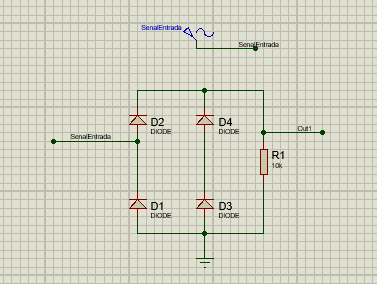 SenalEntrada
SenalEntrada
D2
DIODE
D4
DIODE
SenalEntrada
Out1
R1
10k
D1
DIODE
D3
DIODE